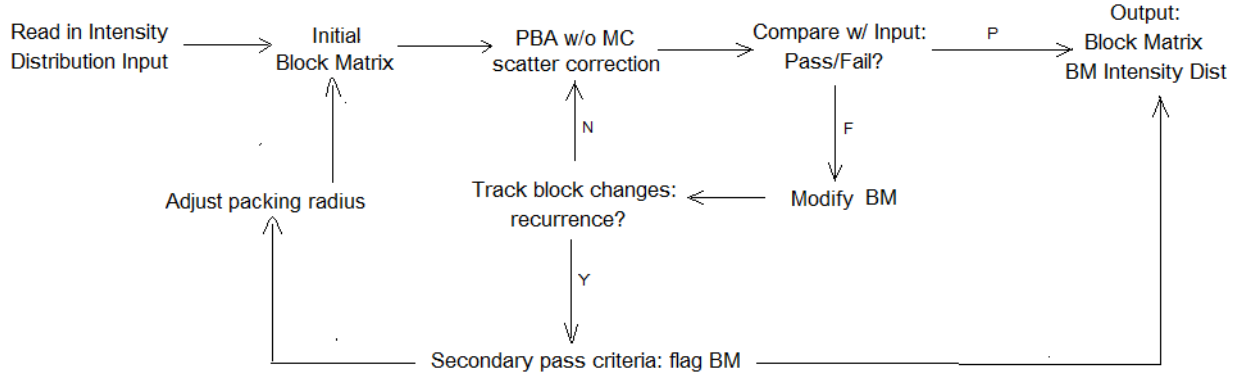 Read in Intensity
Distribution Input
Initial
Block Matrix
PBA w/o MC
scatter correction
Compare w/ Input:
Pass/Fail?
P
Output:
Block Matrix
BM Intensity Dist
N
F
Adjust packing radius
Track block changes:
recurrence?
Modify BM
Y
Secondary pass criteria: flag BM